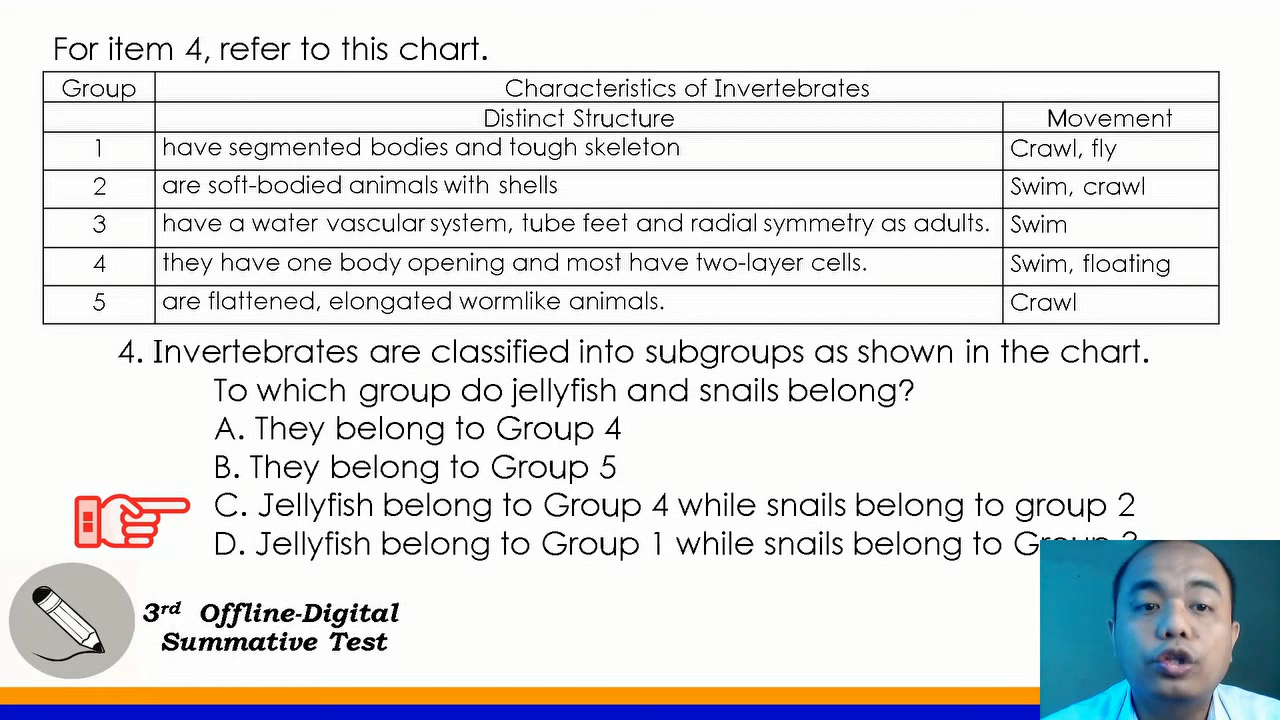 For item 4, refer to this chart.
Group Characteristics of Invertebrates
Distinct Structure Movement
1 have segmented bodies and tough skeleton Crawl, fly
2 are soft-bodied animals with shells Swim, crawl
3 have a water vascular system, tube feet and radial symmetry as adults. Swim
4 they have one body opening and most have two-layer cells. Swim, floating
5 are flattened, elongated wormlike animals. Crawl
4. Invertebrates are classified into subgroups as shown in the chart.
To which group do jellyfish and snails belong?
A. They belong to Group 4
B. They belong to Group 5
C. Jellyfish belong to Group 4 while snails belong to group 2
D. Jellyfish belong to Group 1 while snails belong to
3rd Offline-Digital
Summative Test